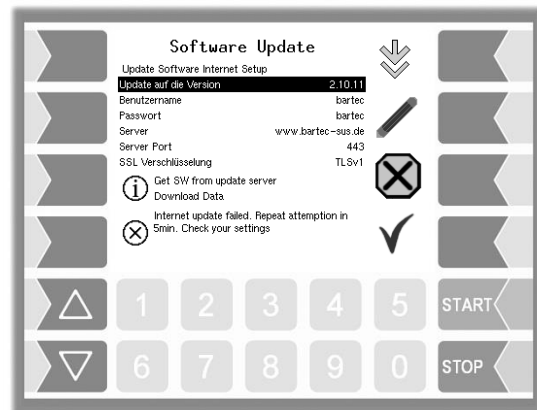 Software Update
Update Software Internet Setup
Update auf die Version 2.10.11
Benutzername bartec
Passwort bartec
Server www.bartec-sus.de
Server Port 443
SSL Verschlüsselung TLSv1
Get SW from update server
Download Data
Internet update failed. Repeat attemption in
5min. Check your settings
1 2 3 4 5 START
6 7 8 9 0 STOP